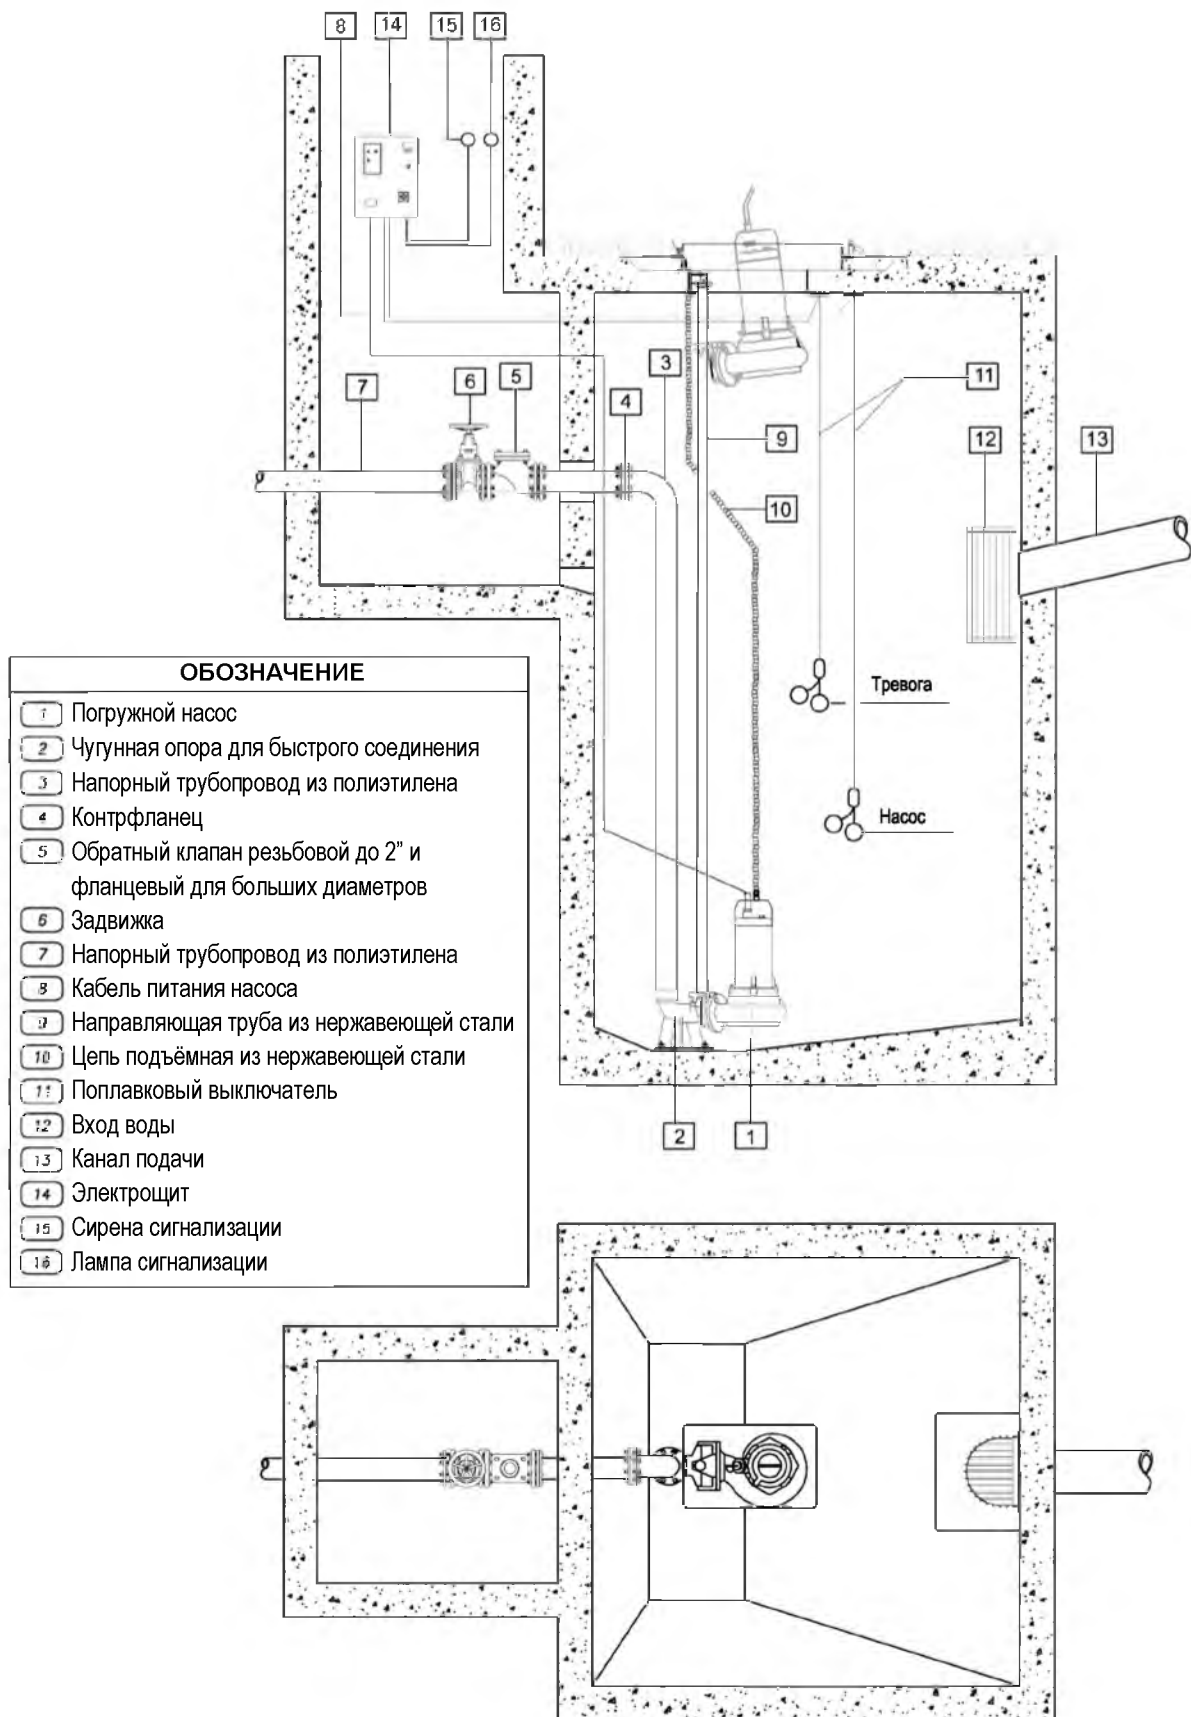 8 14 15 16
3
11
7 6 5
4
9
12
13
10
ОБОЗНАЧЕНИЕ
1 Погружной насос
2 Чугунная опора для быстрого соединения
3 Напорный трубопровод из полиэтилена
4 Контрфланец
5 Обратный клапан резьбовой до 2” и
фланцевый для больших диаметров
6 Задвижка
7 Напорный трубопровод из полиэтилена
8 Кабель питания насоса
9 Направляющая труба из нержавеющей стали
10 Цепь подъёмная из нержавеющей стали
11 Поплавковый выключатель
12 Вход воды
13 Канал подачи
14 Электрощит
15 Сирена сигнализации
16 Лампа сигнализации
Тревога
Насос
2 1